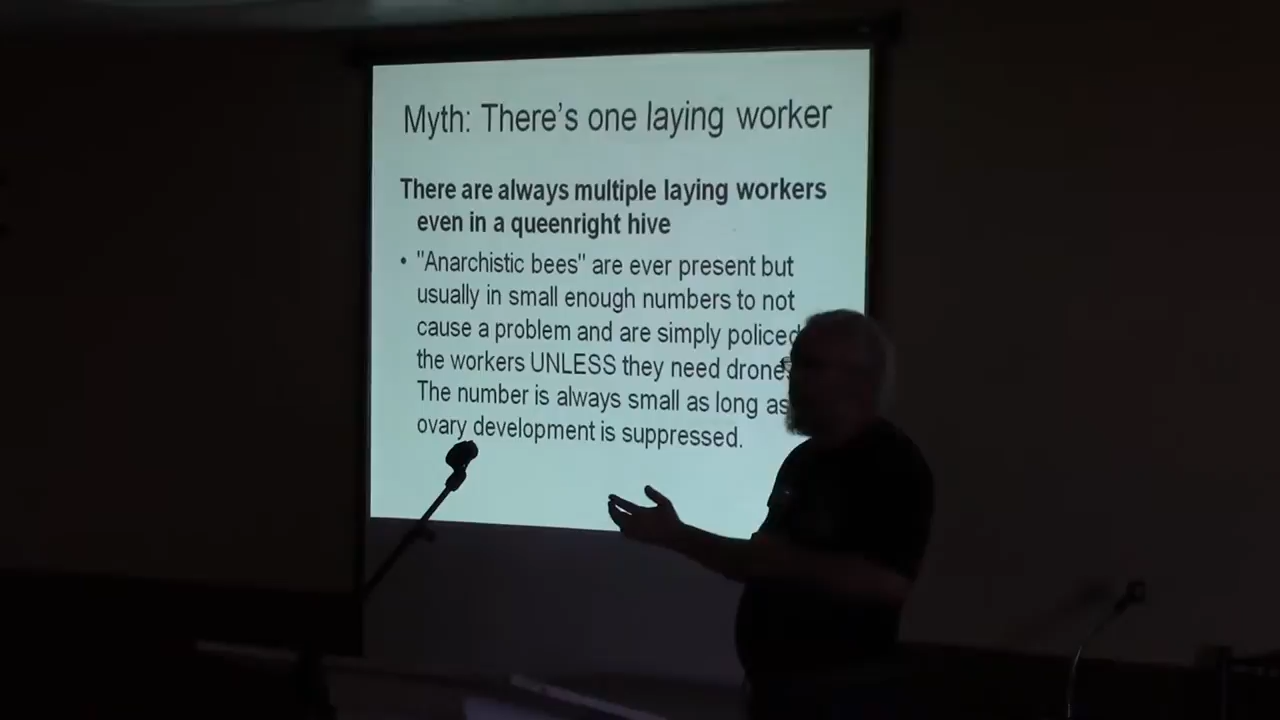 Myth: There's one laying worker
There are always multiple laying workers
even in a queenright hive
• "Anarchistic bees" are ever present but
usually in small enough numbers to not
cause a problem and are simply policed
the workers UNLESS they need drone
The number is always small as long as
ovary development is suppressed.